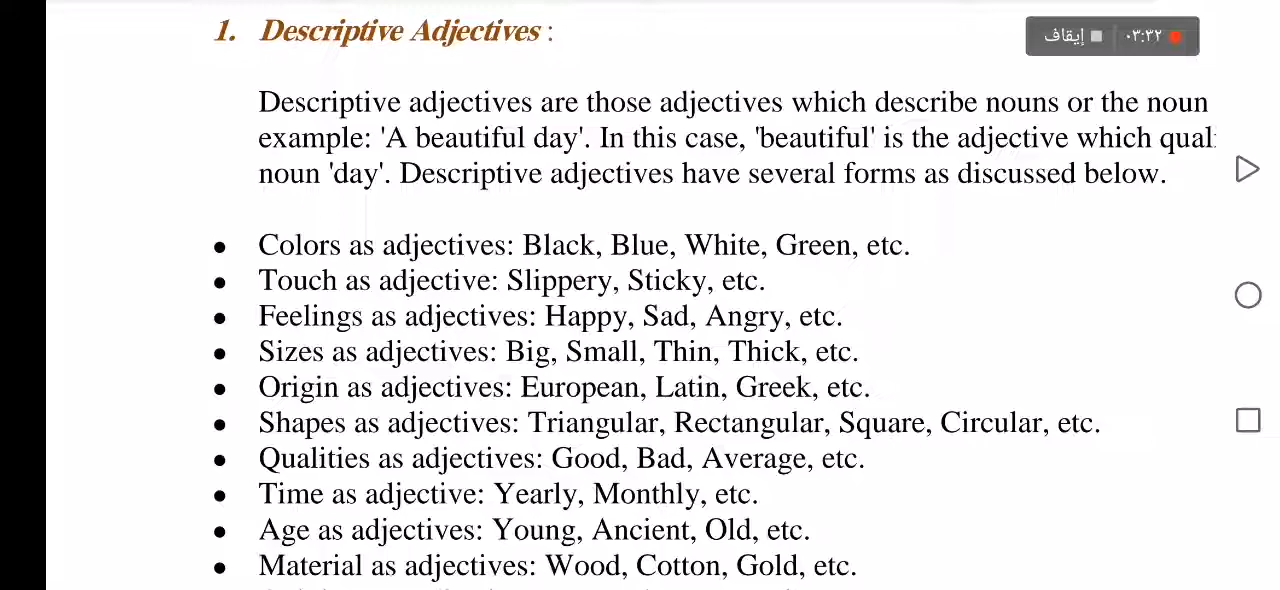 1. Descriptive Adjectives :
إيقاف ٠٣:٣٢
Descriptive adjectives are those adjectives which describe nouns or the noun
example: 'A beautiful day'. In this case, 'beautiful' is the adjective which
noun 'day'. Descriptive adjectives have several forms as discussed below.
• Colors as adjectives: Black, Blue, White, Green, etc.
• Touch as adjective: Slippery, Sticky, etc.
• Feelings as adjectives: Happy, Sad, Angry, etc.
• Sizes as adjectives: Big, Small, Thin, Thick, etc.
• Origin as adjectives: European, Latin, Greek, etc.
• Shapes as adjectives: Triangular, Rectangular, Square, Circular, etc.
• Qualities as adjectives: Good, Bad, Average, etc.
• Time as adjective: Yearly, Monthly, etc.
• Age as adjectives: Young, Ancient, Old, etc.
• Material as adjectives: Wood, Cotton, Gold, etc.